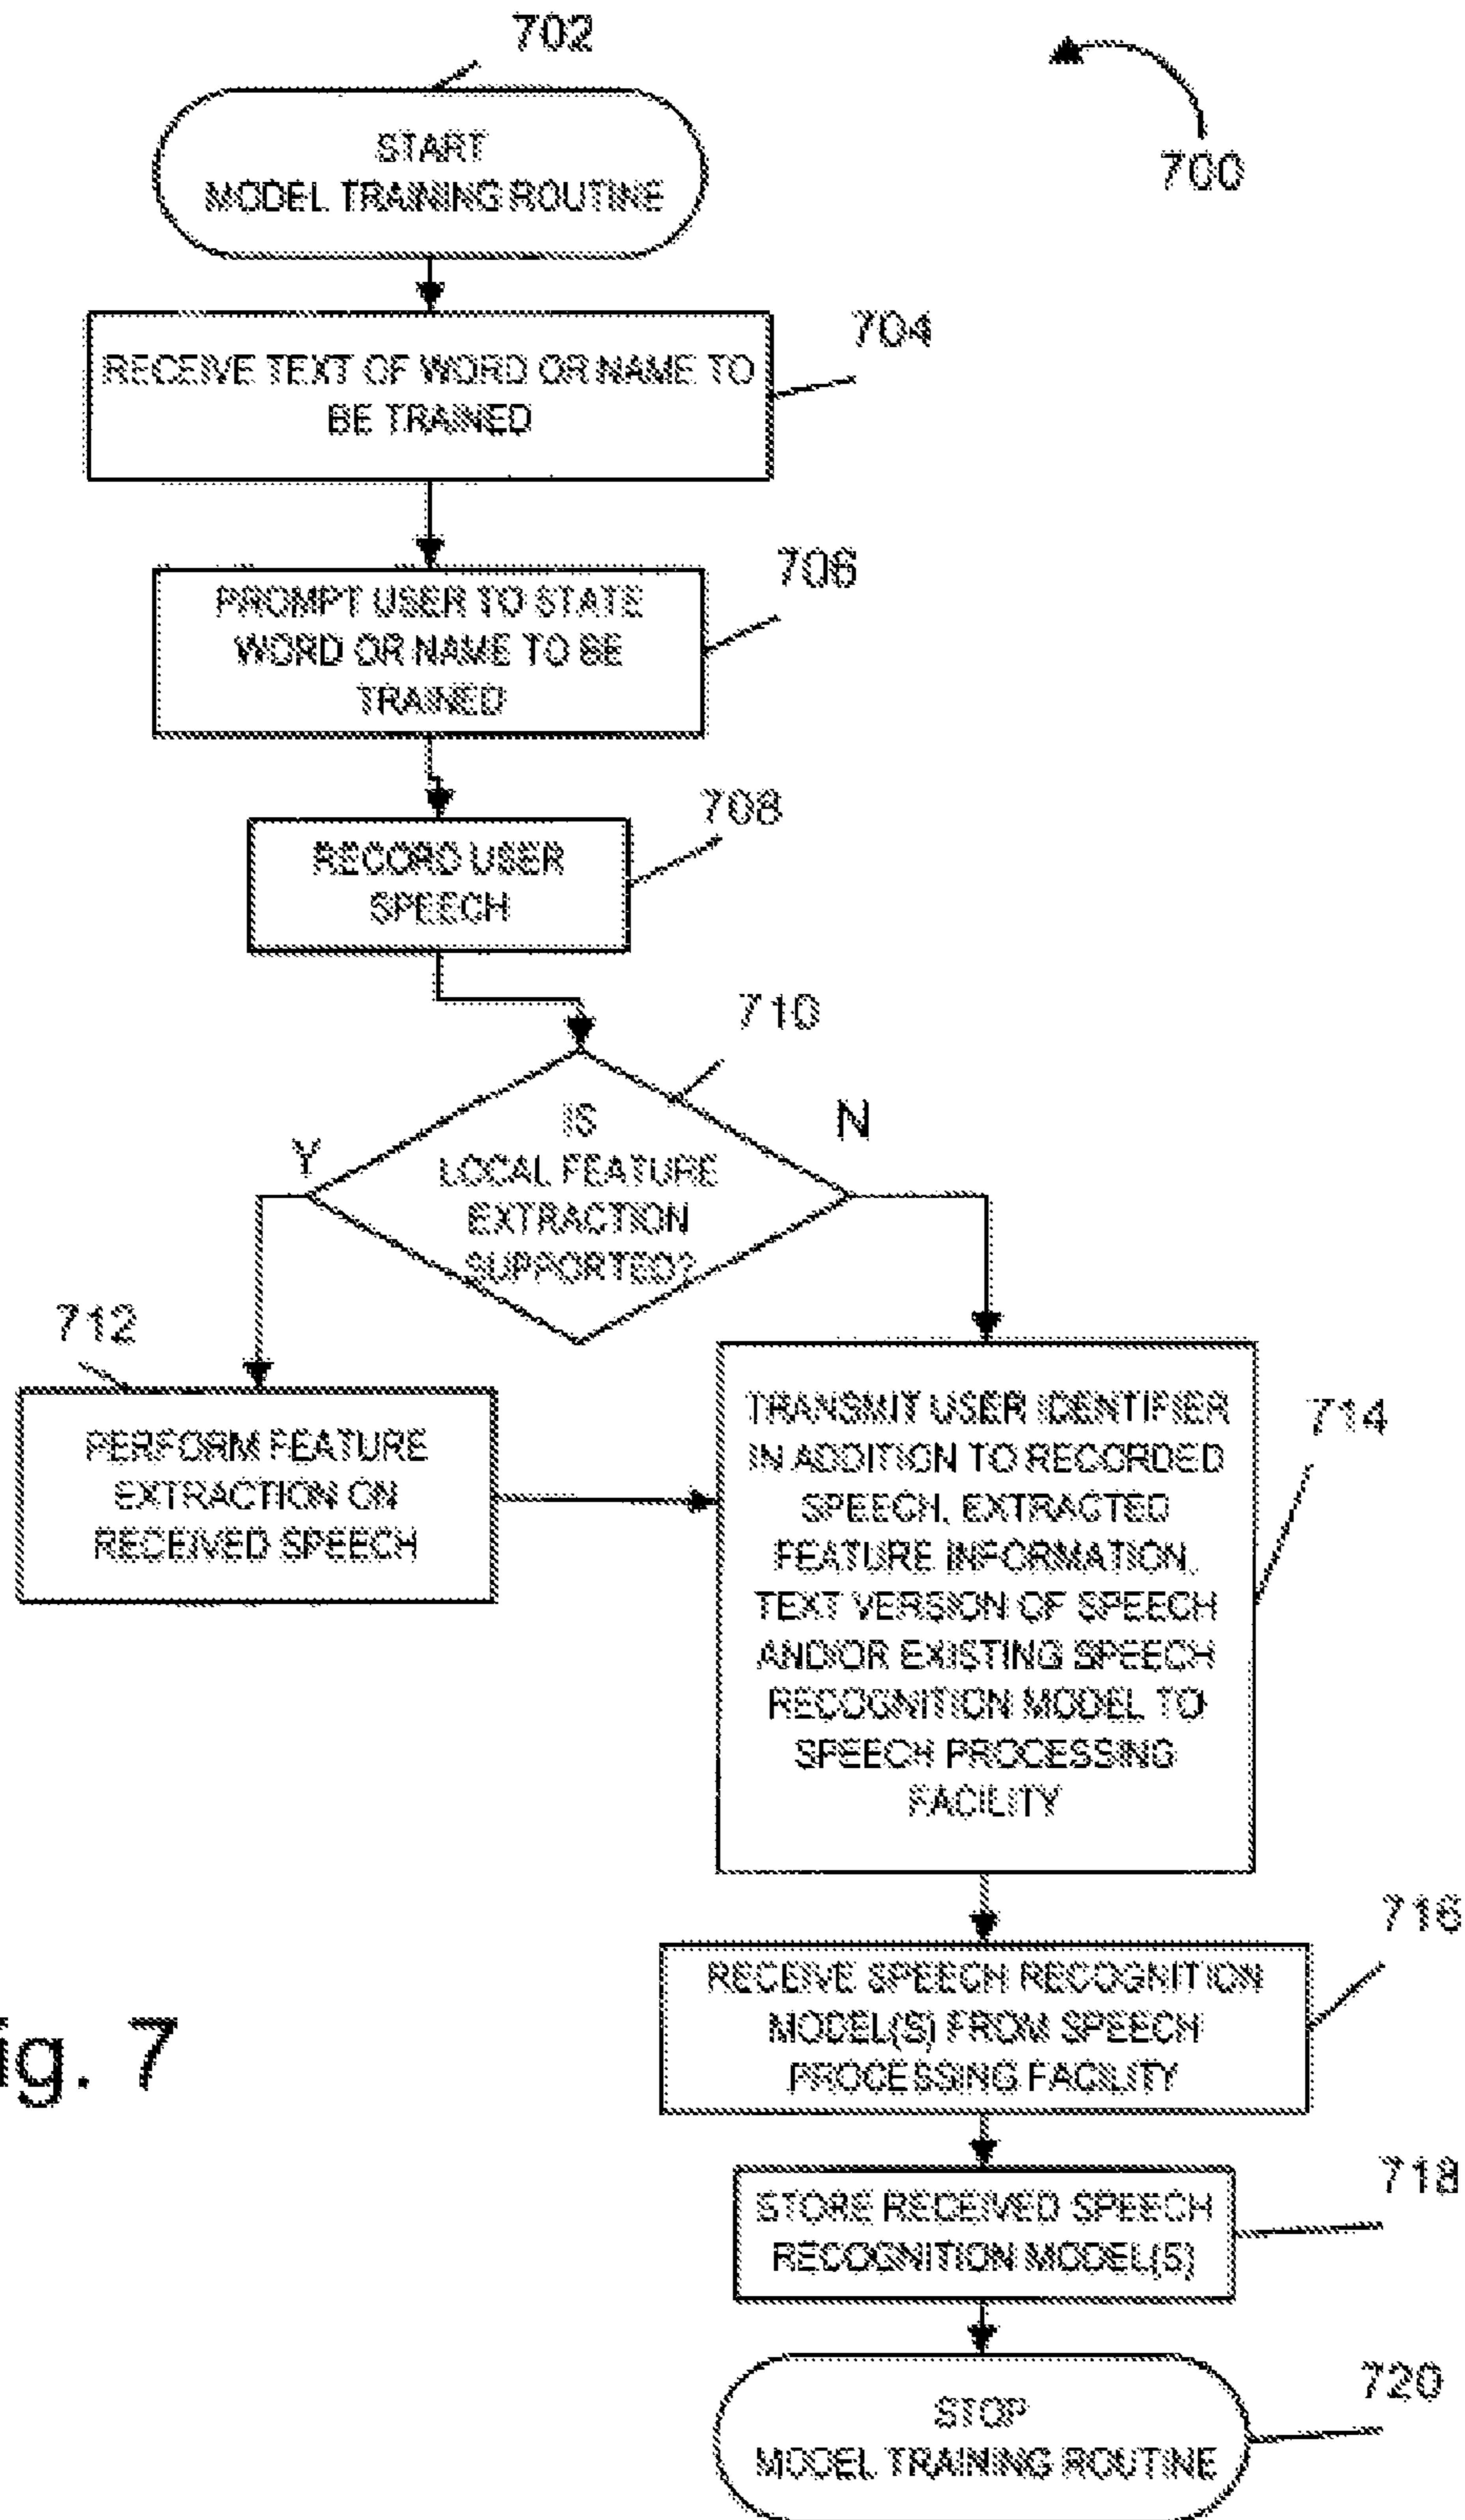 702
START
MODEL TRAINING ROUTINE
700
704
RECEIVE TEXT OF WORD OR NAME TO
BE TRAINED
706
PROMPT USER TO STATE
WORD OR NAME TO BE
TRAINED
708
RECORD USER
SPEECH
710
IS
LOCAL FEATURE
EXTRACTION
SUPPORTED?
Y
N
712
PERFORM FEATURE
EXTRACTION ON
RECEIVED SPEECH
714
TRANSMIT USER IDENTIFIER
IN ADDITION TO RECORDED
SPEECH, EXTRACTED
FEATURE INFORMATION,
TEXT VERSION OF SPEECH
AND/OR EXISTING SPEECH
RECOGNITION MODEL TO
SPEECH PROCESSING
FACILITY
716
RECEIVE SPEECH RECOGNITION
MODEL(S) FROM SPEECH
PROCESSING FACILITY
ig. 7
718
STORE RECEIVED SPEECH
RECOGNITION MODEL(S)
720
STOP
MODEL TRAINING ROUTINE